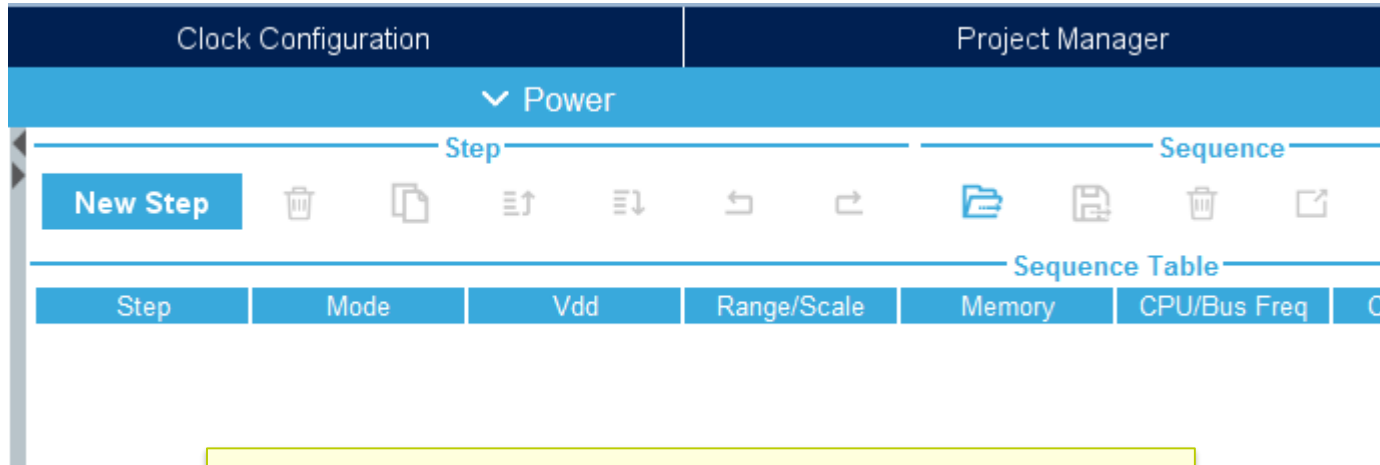 Clock Configuration
Project Manager
Power
Step
Sequence
New Step
Sequence Table
Step
Mode
Vdd
Range/Scale
Memory
CPU/Bus Freq